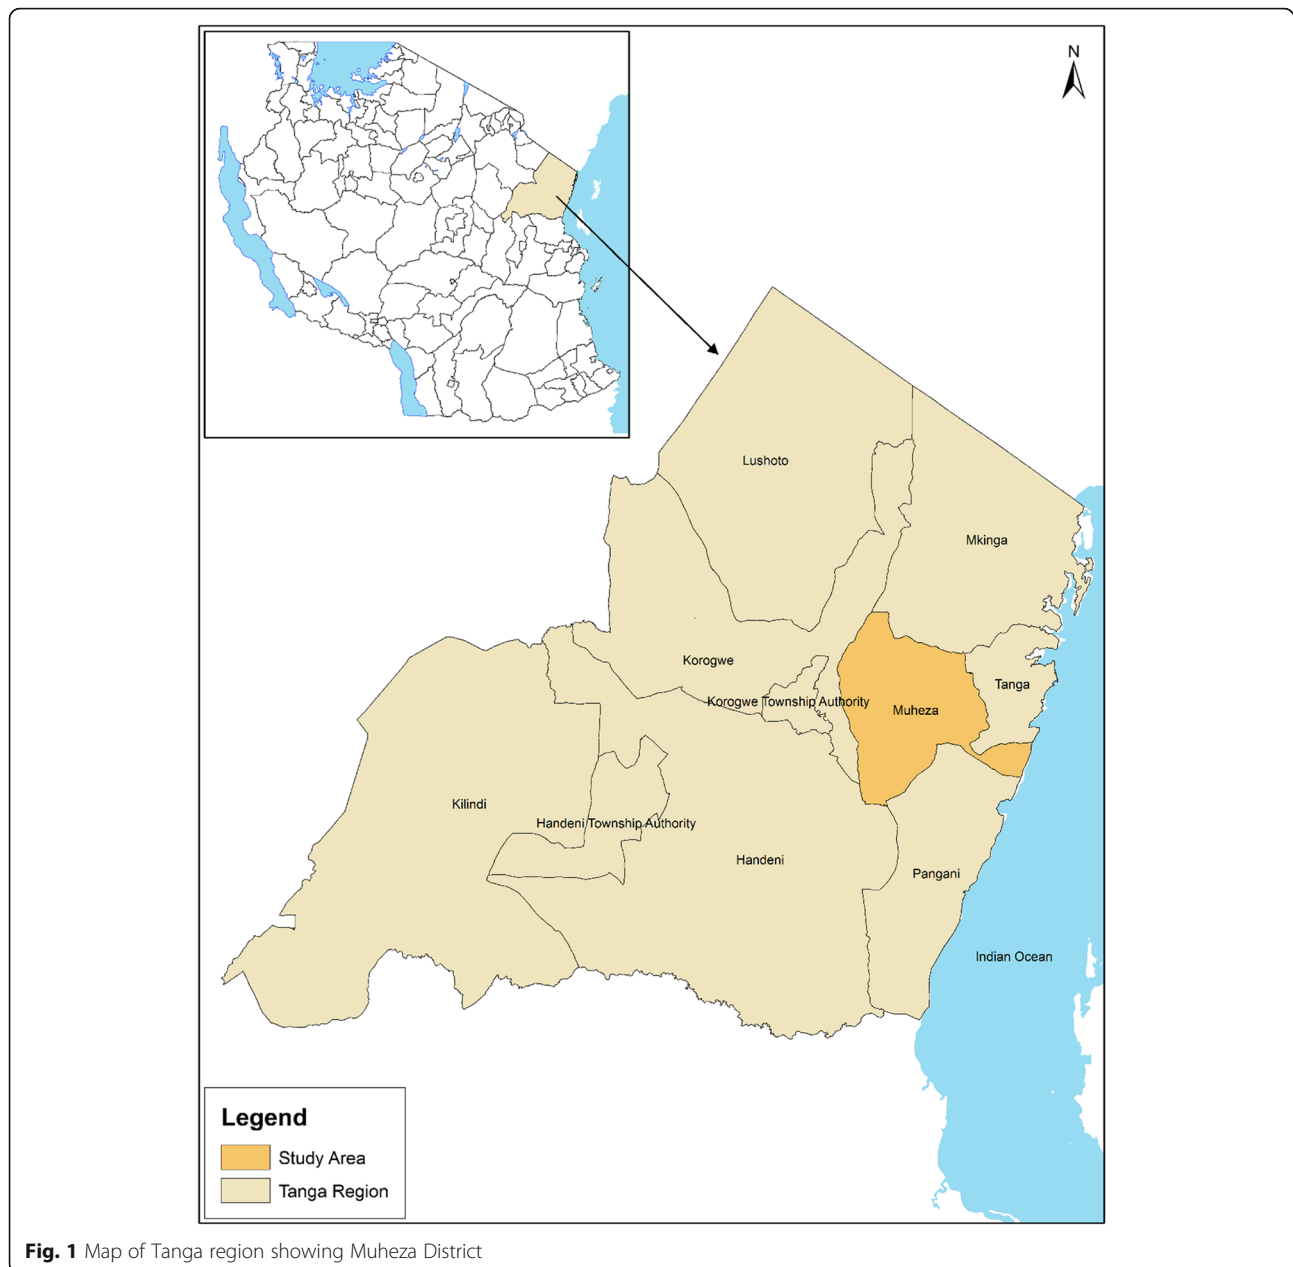 N
Lushoto
Mkinga
Korogwe
Tanga
Korogwe Township Authority
Muheza
Kilindi
Handeni Township Authority
Handeni
Pangani
Indian Ocean
Legend
Study Area
Tanga Region
Fig. 1 Map of Tanga region showing Muheza District